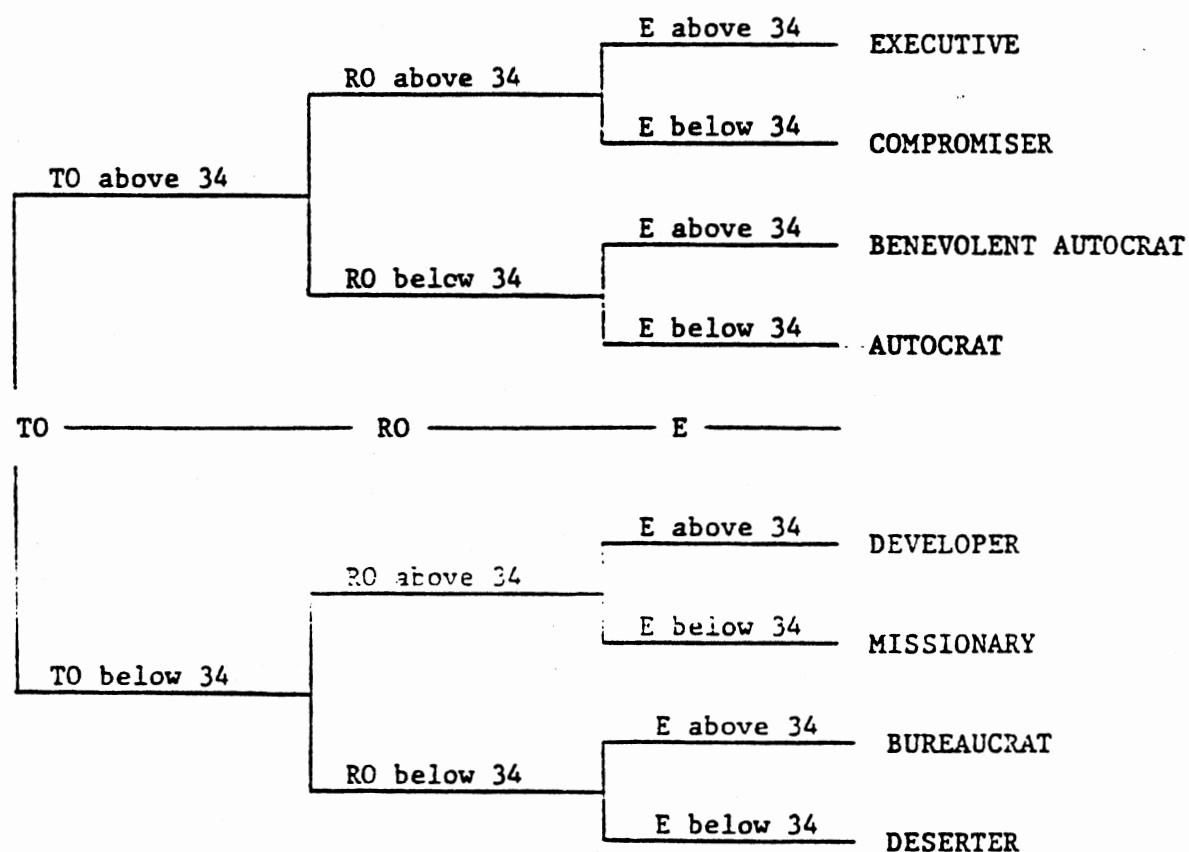 E above 34 EXECUTIVE
RO above 34
E below 34 COMPROMISER
TO above 34
E above 34 BENEVOLENT AUTOCRAT
RO below 34
E below 34 AUTOCRAT
TO RO E
E above 34 DEVELOPER
RO above 34
E below 34 MISSIONARY
TO below 34
E above 34 BUREAUCRAT
RO below 34
E below 34 DESERTER